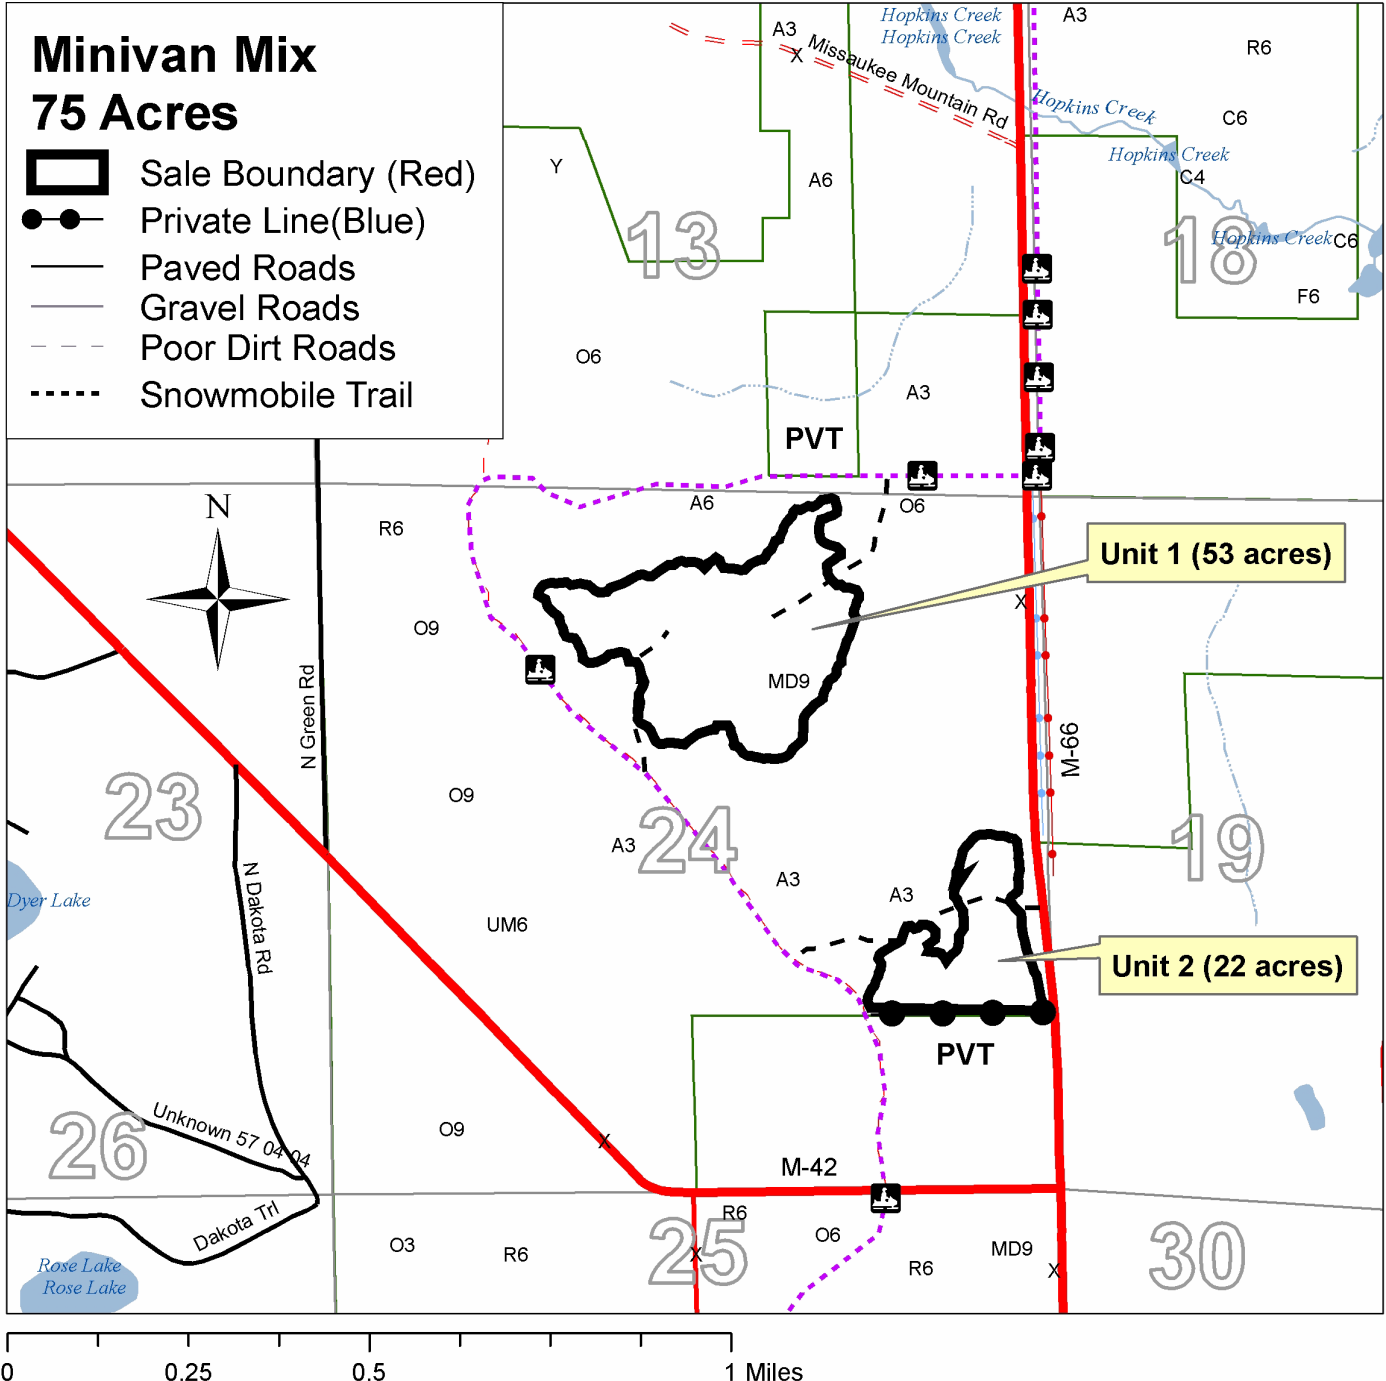 Minivan Mix
75 Acres
Sale Boundary (Red)
Private Line(Blue)
Paved Roads
Gravel Roads
Poor Dirt Roads
Snowmobile Trail
Hopkins Creek
Hopkins Creek
A3
A3
R6
X
Missaukee Mountain Rd
Hopkins Creek
C6
Hopkins Creek
Y
A6
C4
13
18
Hopkins Creek
C6
F6
O6
A3
PVT
N
A6
O6
R6
Unit 1 (53 acres)
X
O9
N Green Rd
MD9
M-66
23
O9
24
19
A3
A3
A3
N Dakota Rd
Dyer Lake
UM6
Unit 2 (22 acres)
PVT
Unknown 57 04-04
26
O9
X
M-42
Dakota Trl
R6
O6
O3
R6
25
X
R6
MD9
X
30
Rose Lake
Rose Lake
0
0.25
0.5
1 Miles